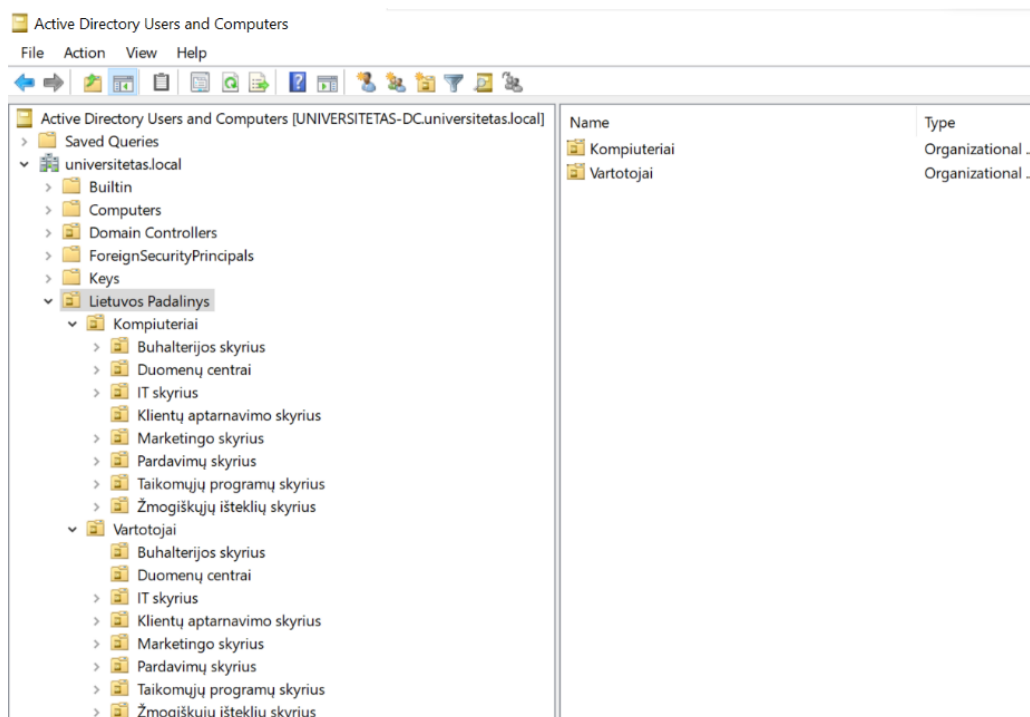 Active Directory Users and Computers
File Action View Help
Active Directory Users and Computers [UNIVERSITETAS-DC.universitetas.local]
Saved Queries
universitetas.local
Builtin
Computers
Domain Controllers
ForeignSecurityPrincipals
Keys
Lietuvos Padalinys
Kompiuteriai
Buhalterijos skyrius
Duomenų centrai
IT skyrius
Klientų aptarnavimo skyrius
Marketingo skyrius
Pardavimų skyrius
Taikomųjų programų skyrius
Žmogiškųjų išteklių skyrius
Vartotojai
Buhalterijos skyrius
Duomenų centrai
IT skyrius
Klientų aptarnavimo skyrius
Marketingo skyrius
Pardavimų skyrius
Taikomųjų programų skyrius
Žmogiškųjų išteklių skyrius
Name Type
Kompiuteriai Organizational ..
Vartotojai Organizational ..